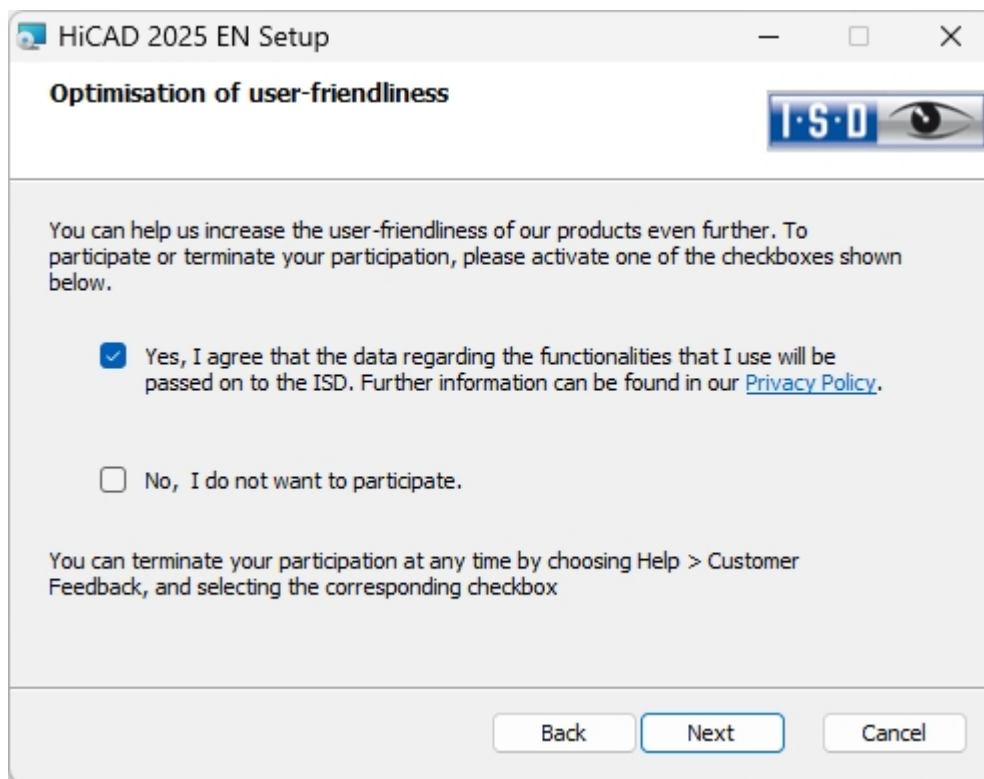 HiCAD 2025 EN Setup
Optimisation of user-friendliness
I·S·D
You can help us increase the user-friendliness of our products even further. To
participate or terminate your participation, please activate one of the checkboxes shown
below.
Yes, I agree that the data regarding the functionalities that I use will be
passed on to the ISD. Further information can be found in our Privacy Policy.
No, I do not want to participate.
You can terminate your participation at any time by choosing Help > Customer
Feedback, and selecting the corresponding checkbox
Back
Next
Cancel